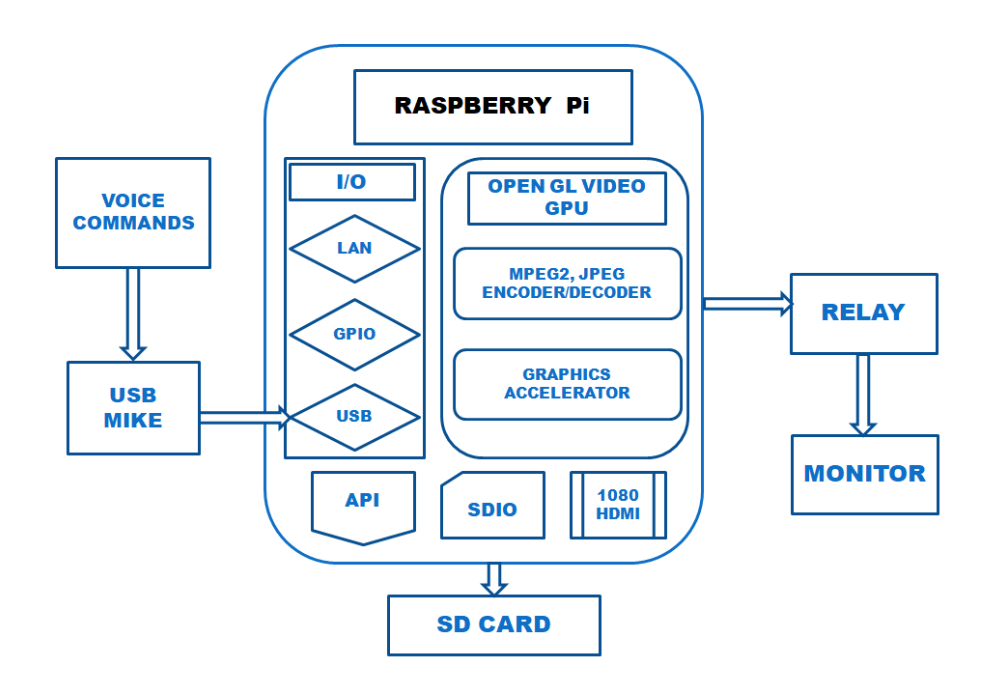 RASPBERRY Pi
VOICE
COMMANDS
USB
MIKE
I/O
LAN
GPIO
USB
OPEN GL VIDEO
GPU
MPEG2, JPEG
ENCODER/DECODER
GRAPHICS
ACCELERATOR
API
SDIO
1080
HDMI
RELAY
MONITOR
SD CARD